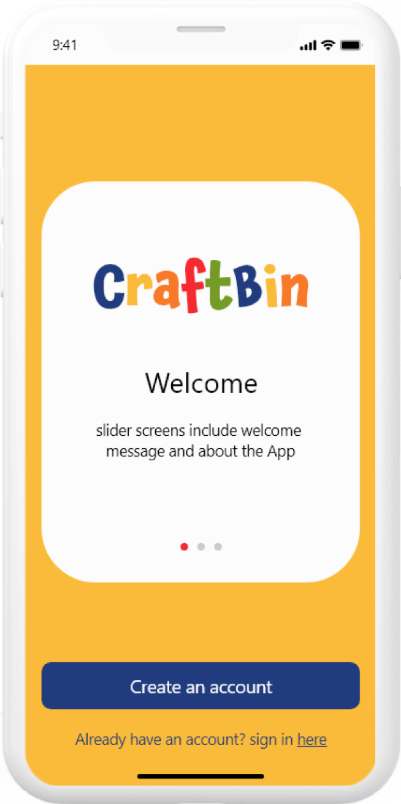 9:41
CraftBin
Welcome
slider screens include welcome
message and about the App
Create an account
Already have an account? sign in here